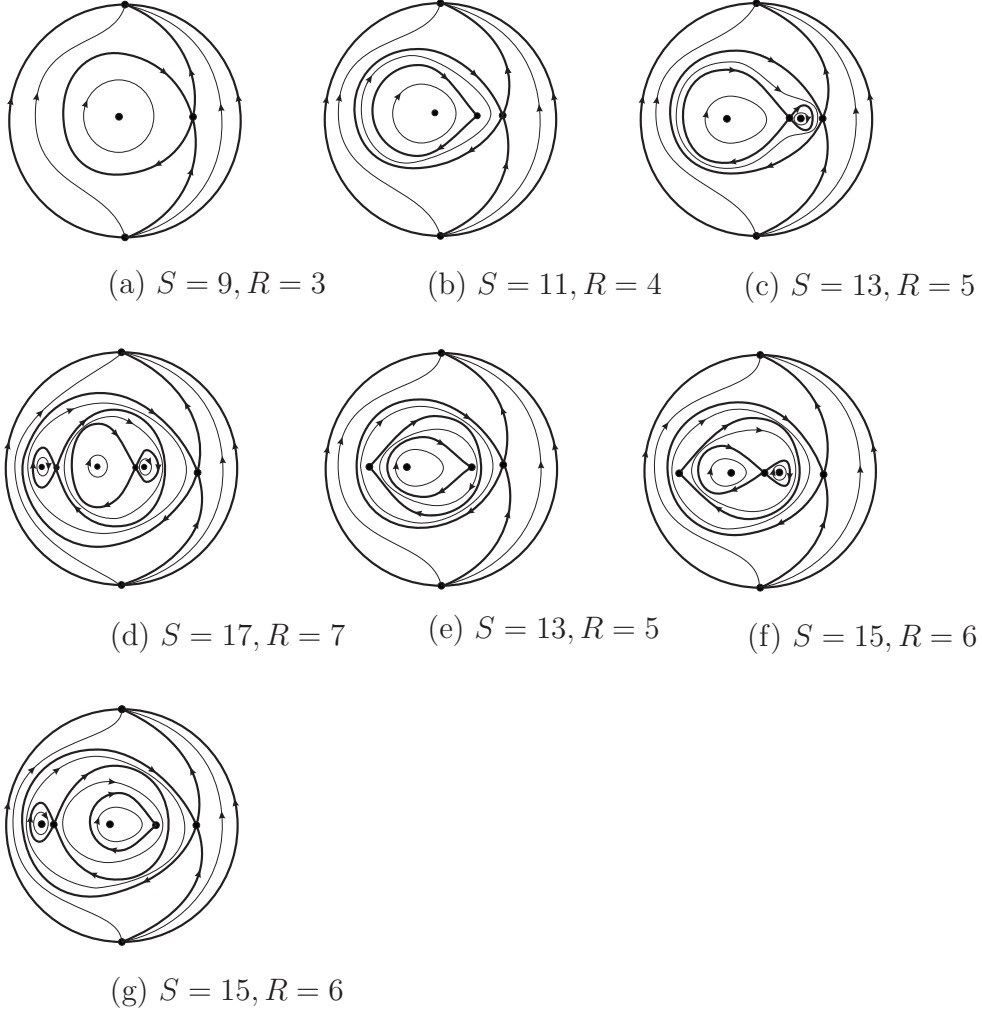 (a) S = 9, R = 3
(b) S = 11, R = 4
(c) S = 13, R = 5
(d) S = 17, R = 7
(e) S = 13, R = 5
(f) S = 15, R = 6
(g) S = 15, R = 6